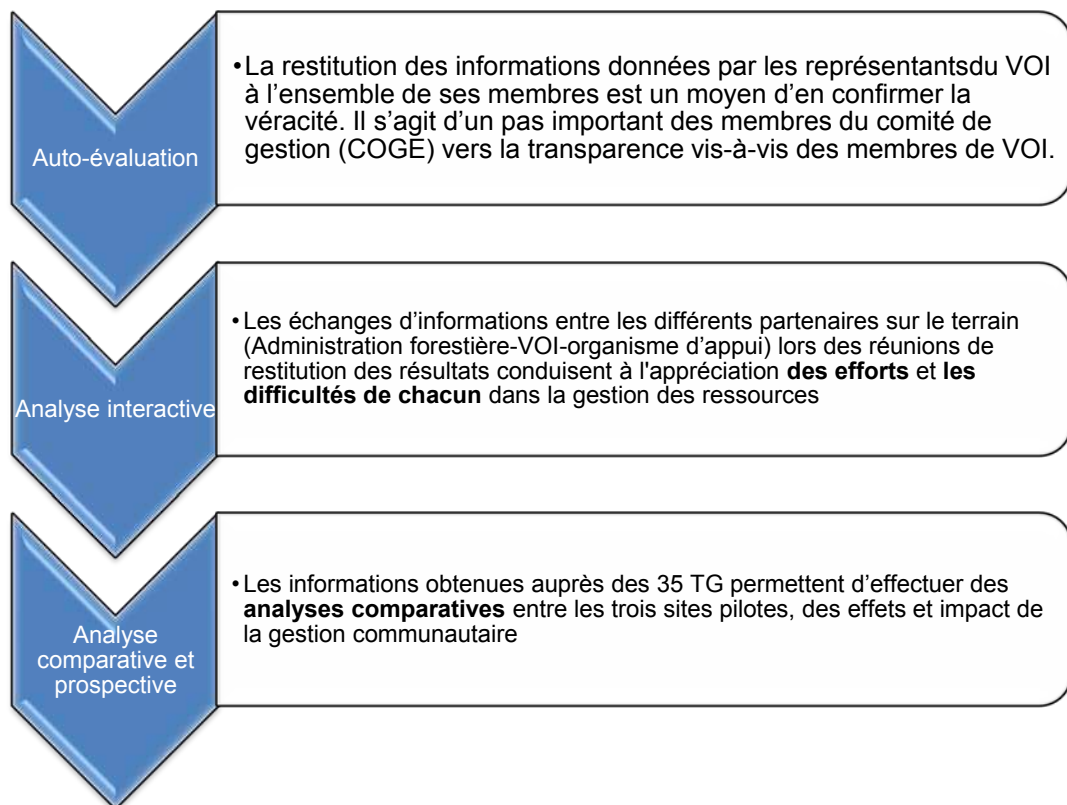 Auto-évaluation
•La restitution des informations données par les représentantsdu VOI
à l’ensemble de ses membres est un moyen d’en confirmer la
véracité. Il s’agit d’un pas important des membres du comité de
gestion (COGE) vers la transparence vis-à-vis des membres de VOI.
Analyse interactive
•Les échanges d’informations entre les différents partenaires sur le terrain
(Administration forestière-VOI-organisme d’appui) lors des réunions de
restitution des résultats conduisent à l'appréciation des efforts et les
difficultés de chacun dans la gestion des ressources
Analyse
comparative et
prospective
•Les informations obtenues auprès des 35 TG permettent d’effectuer des
analyses comparatives entre les trois sites pilotes, des effets et impact de
la gestion communautaire